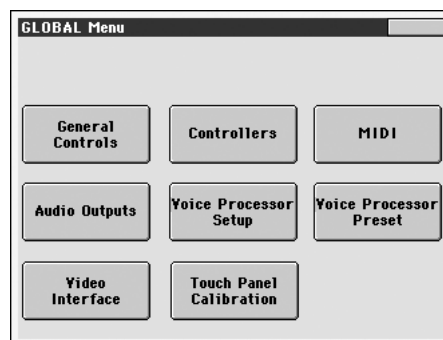 GLOBAL Menu
General
Controls
Controllers
MIDI
Audio Outputs
Voice Processor
Setup
Voice Processor
Preset
Video
Interface
Touch Panel
Calibration